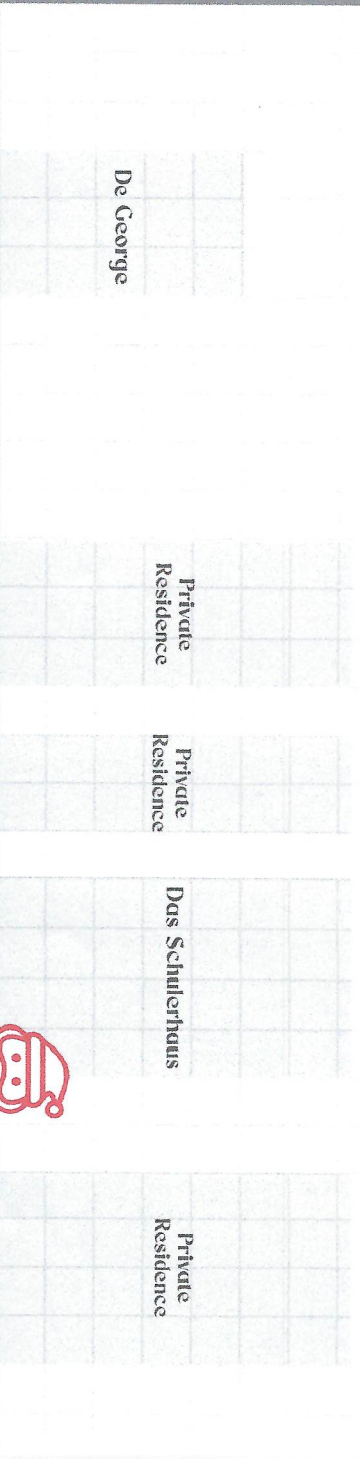 De George
Private
Residence
Private
Residence
Das Schulerhaus
Private
Residence